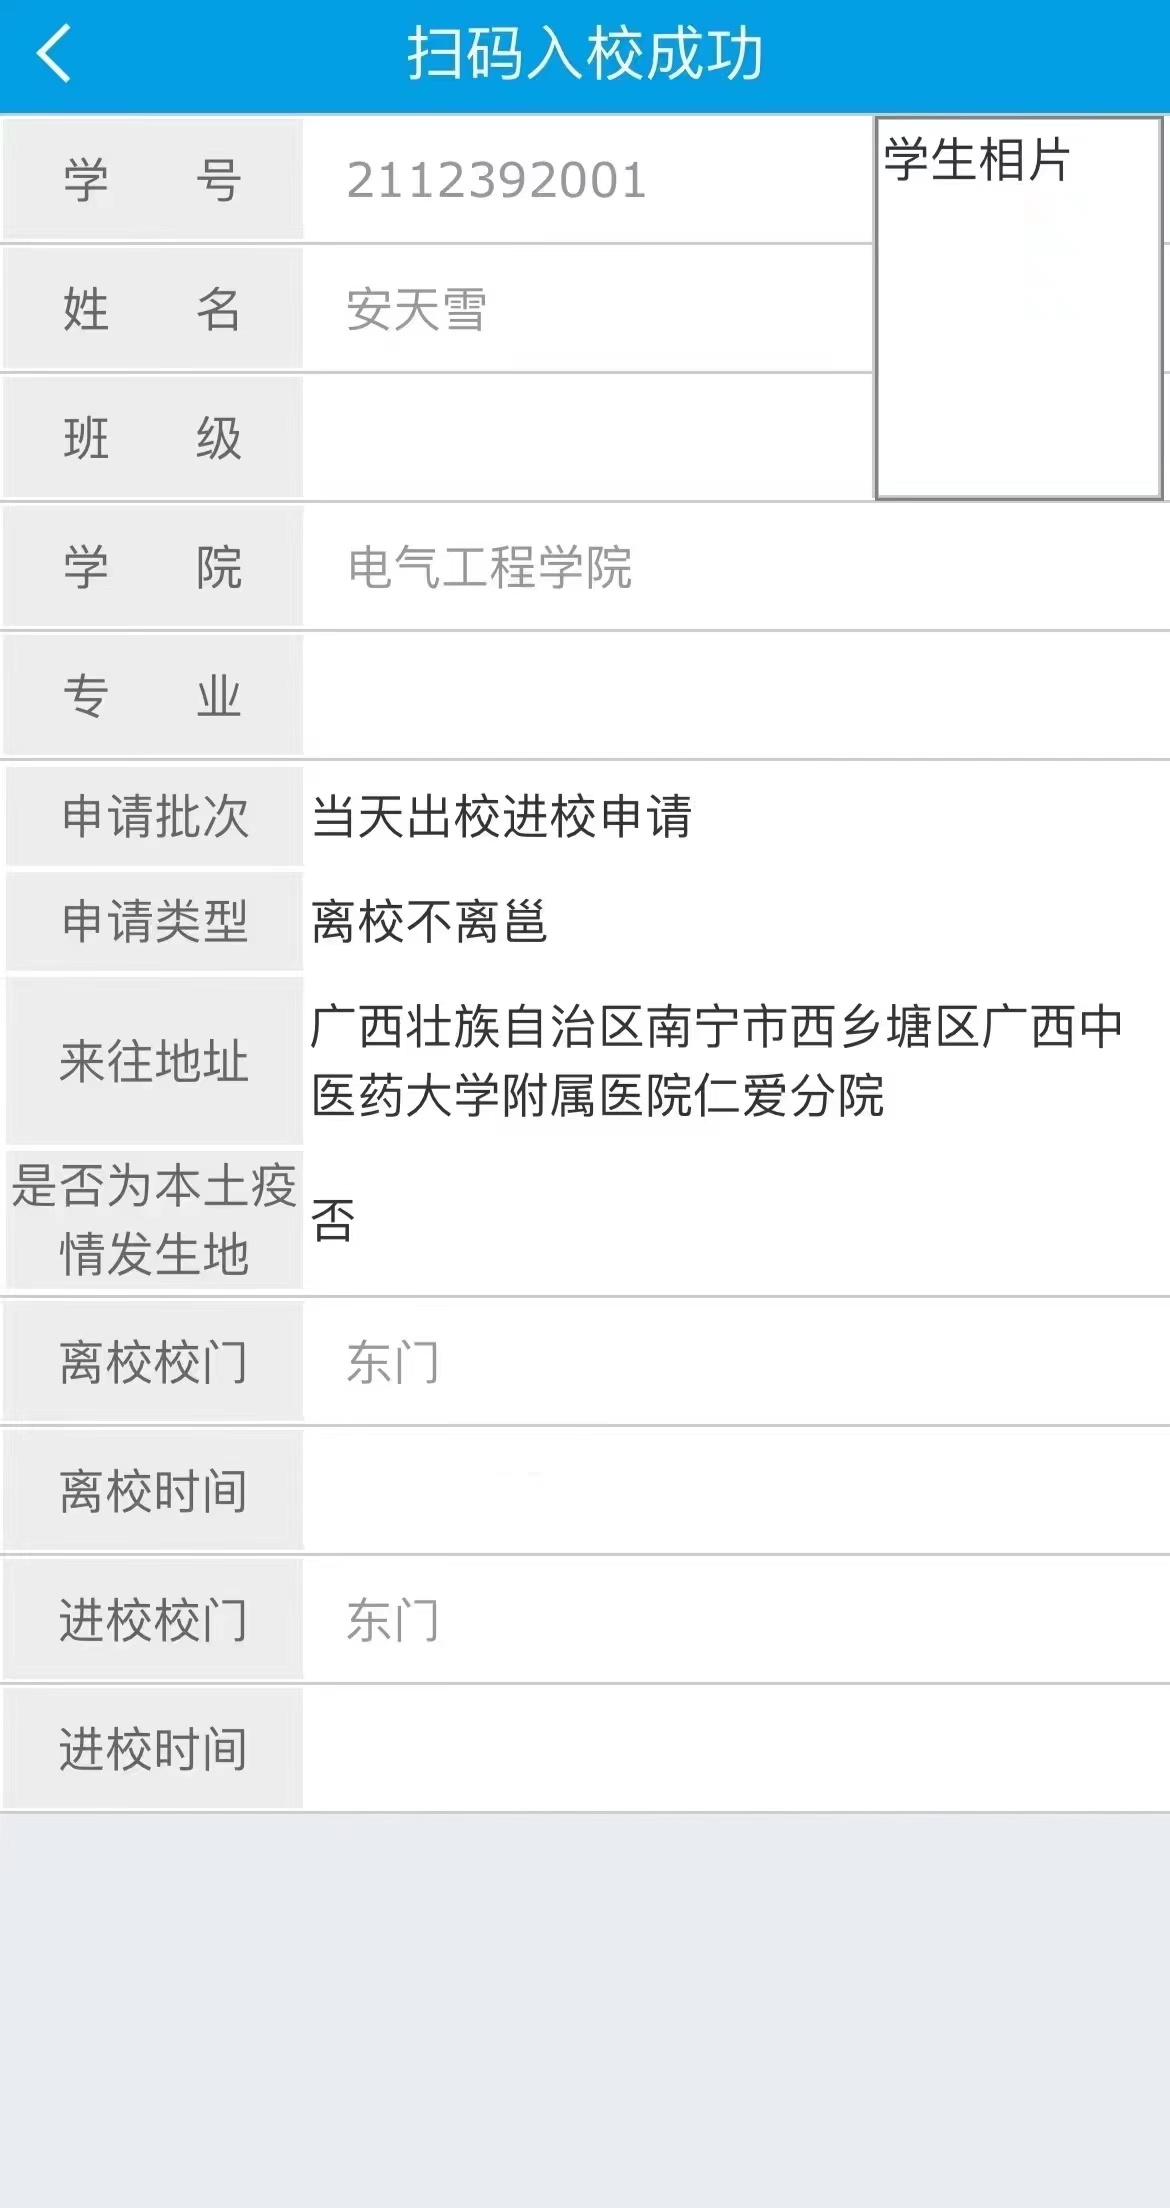 扫码入校成功
学 号 2112392001
学生相片
姓 名 安天雪
班 级
学 院 电气工程学院
专 业
申请批次 当天出校进校申请
申请类型 离校不离邕
来往地址 广西壮族自治区南宁市西乡塘区广西中
医药大学附属医院仁爱分院
是否为本土疫
情发生地 否
离校校门 东门
离校时间
进校校门 东门
进校时间